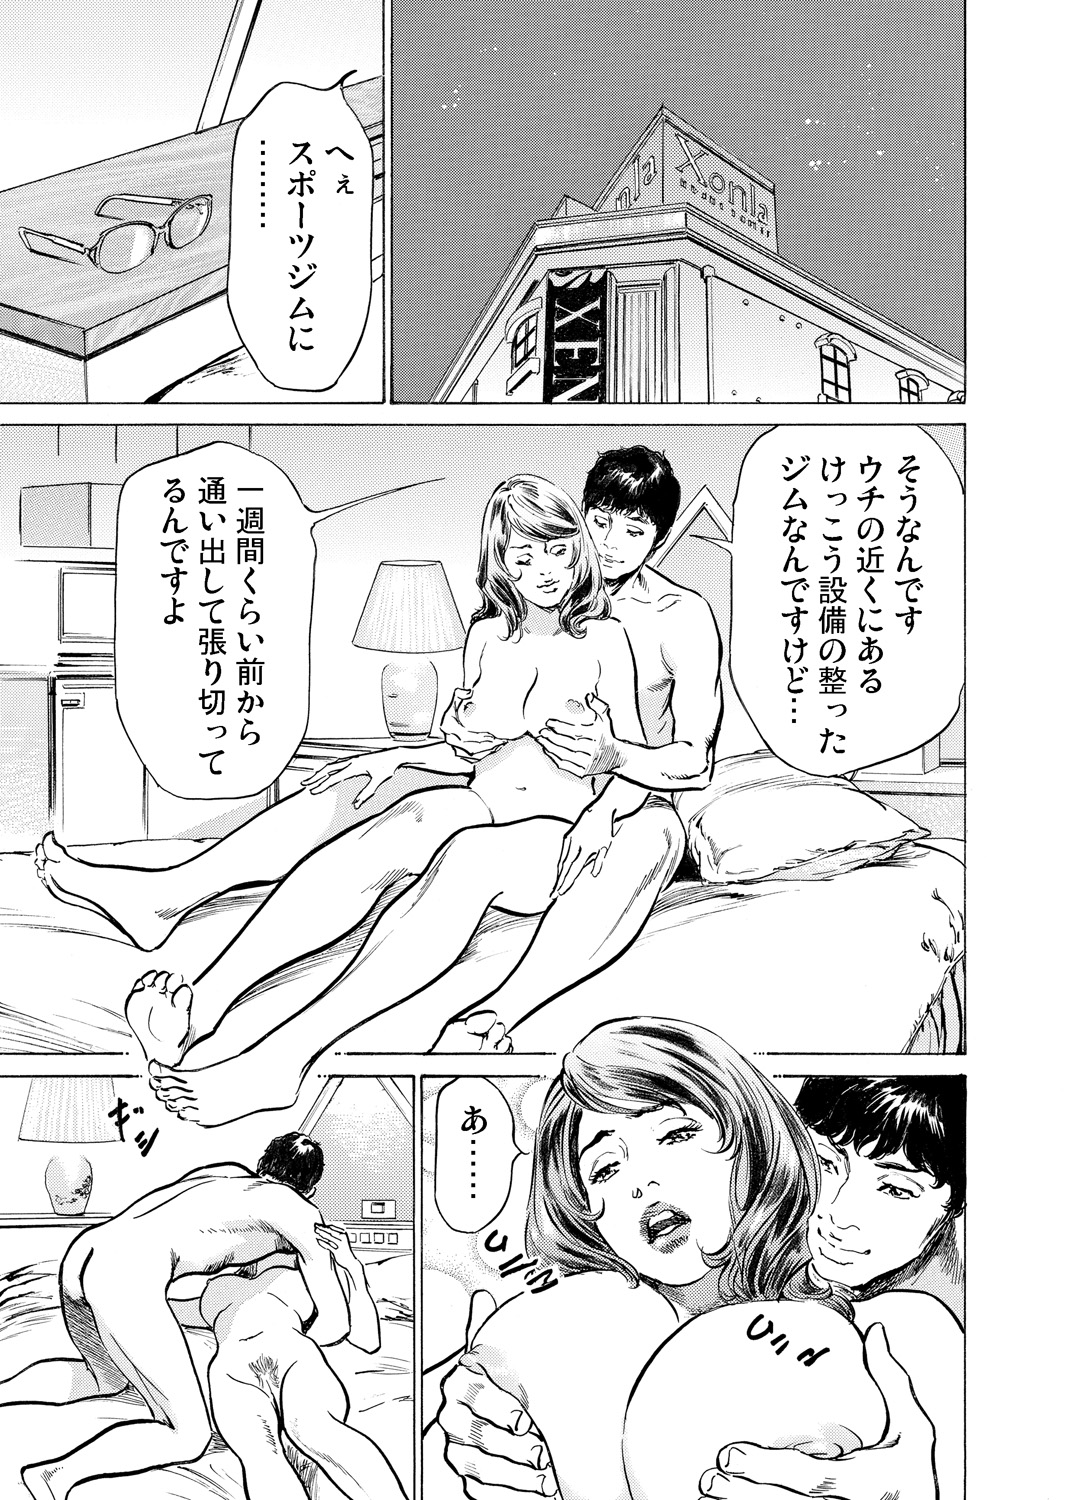 Xonla
nla
XEN
へぇ
スポーツジムに
………
そうなんです
ウチの近くにある
けっこう設備の整った
ジムなんですけど…
一週間くらい前から
通い出して張り切って
るんですよ
あ……
ギシ